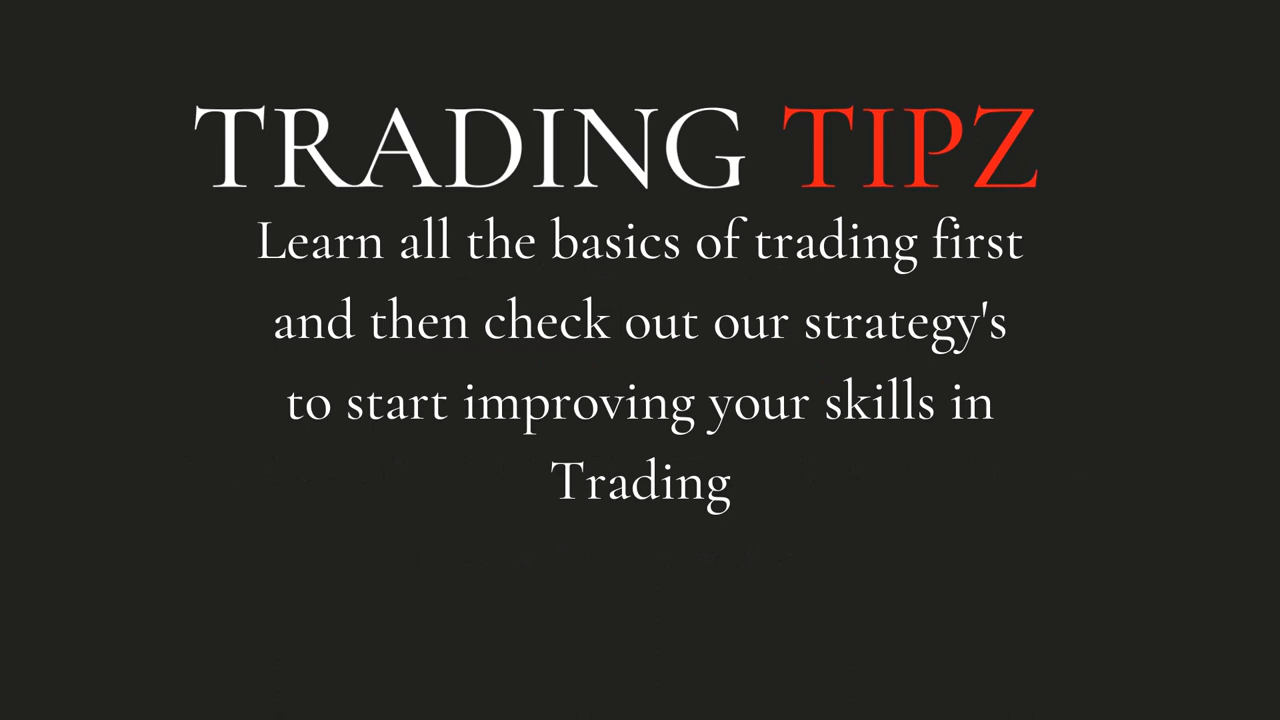 TRADING TIPZ
Learn all the basics of trading first
and then check out our strategy's
to start improving your skills in
Trading